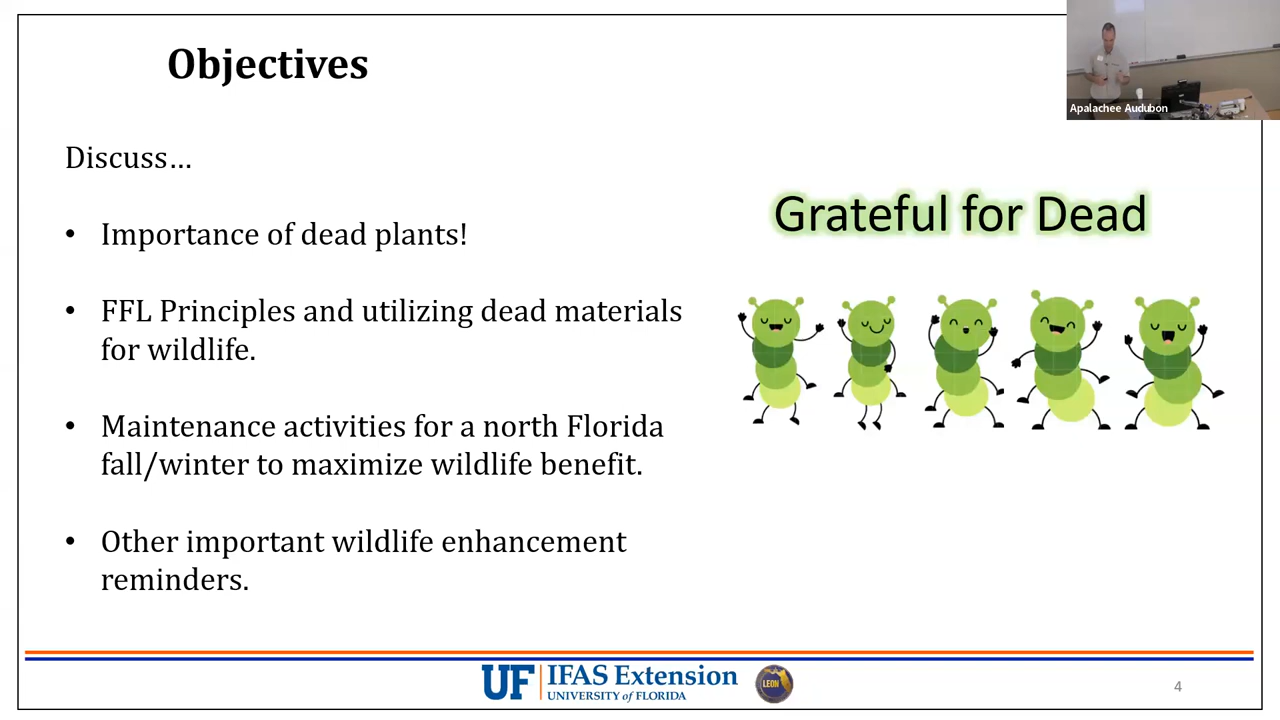 Objectives
Apalachee Audubon
Discuss…
• Importance of dead plants!
• FFL Principles and utilizing dead materials
for wildlife.
• Maintenance activities for a north Florida
fall/winter to maximize wildlife benefit.
• Other important wildlife enhancement
reminders.
Grateful for Dead
UF IFAS Extension
UNIVERSITY of FLORIDA
LEON
4